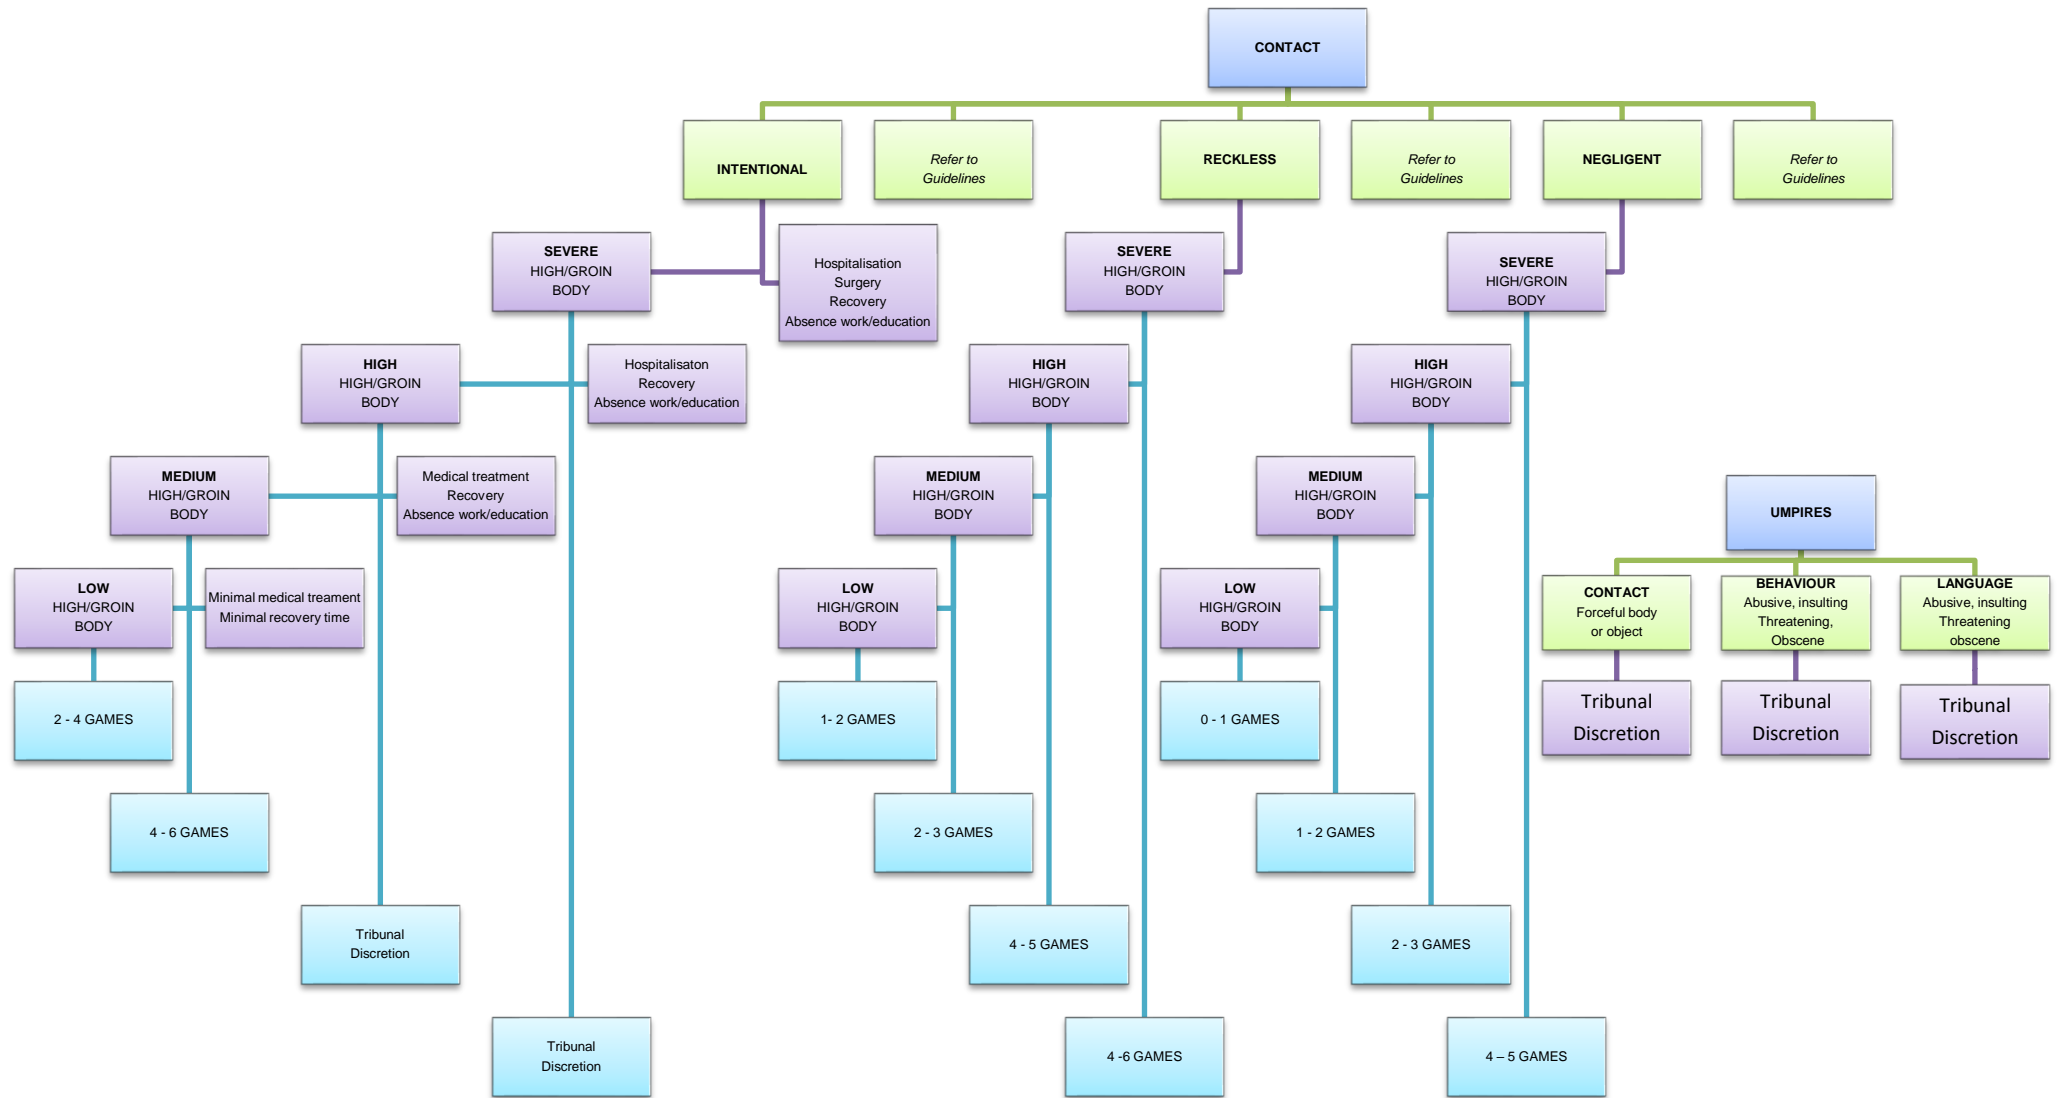 CONTACT
INTENTIONAL
Refer to
Guidelines
RECKLESS
Refer to
Guidelines
NEGLIGENT
Refer to
Guidelines
SEVERE
HIGH/GROIN
BODY
Hospitalisation
Surgery
Recovery
Absence work/education
SEVERE
HIGH/GROIN
BODY
SEVERE
HIGH/GROIN
BODY
HIGH
HIGH/GROIN
BODY
Hospitalisaton
Recovery
Absence work/education
HIGH
HIGH/GROIN
BODY
HIGH
HIGH/GROIN
BODY
MEDIUM
HIGH/GROIN
BODY
Medical treatment
Recovery
Absence work/education
MEDIUM
HIGH/GROIN
BODY
MEDIUM
HIGH/GROIN
BODY
UMPIRES
LOW
HIGH/GROIN
BODY
Minimal medical treament
Minimal recovery time
LOW
HIGH/GROIN
BODY
LOW
HIGH/GROIN
BODY
CONTACT
Forceful body
or object
BEHAVIOUR
Abusive, insulting
Threatening,
Obscene
LANGUAGE
Abusive, insulting
Threatening
obscene
2 - 4 GAMES
1- 2 GAMES
0 - 1 GAMES
Tribunal
Discretion
Tribunal
Discretion
Tribunal
Discretion
4 - 6 GAMES
2 - 3 GAMES
1 - 2 GAMES
Tribunal
Discretion
4 - 5 GAMES
2 - 3 GAMES
Tribunal
Discretion
4 -6 GAMES
4 – 5 GAMES